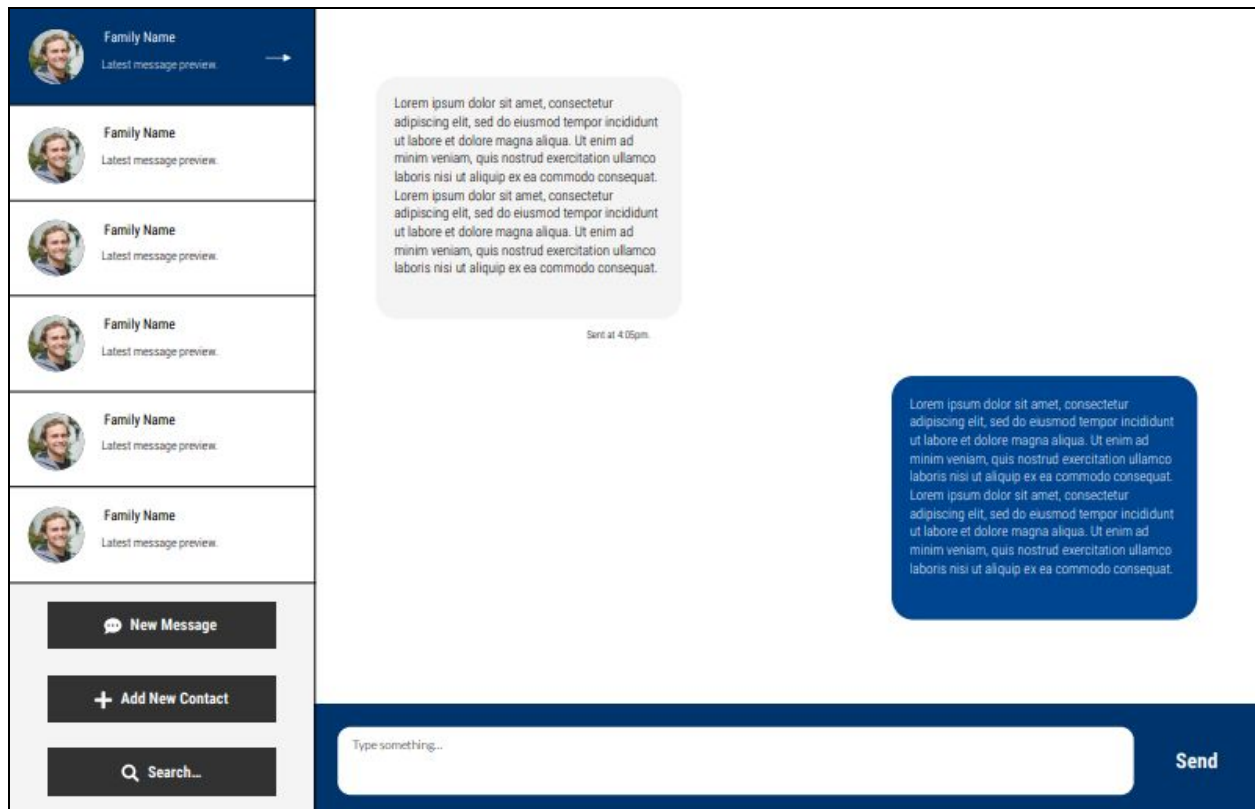 Family Name
Latest message preview.
Family Name
Latest message preview.
Family Name
Latest message preview.
Family Name
Latest message preview.
Family Name
Latest message preview.
Family Name
Latest message preview.
New Message
Add New Contact
Search...
Lorem ipsum dolor sit amet, consectetur
adipiscing elit, sed do eiusmod tempor incididunt
ut labore et dolore magna aliqua. Ut enim ad
minim veniam, quis nostrud exercitation ullamco
laboris nisi ut aliquip ex ea commodo consequat.
Lorem ipsum dolor sit amet, consectetur
adipiscing elit, sed do eiusmod tempor incididunt
ut labore et dolore magna aliqua. Ut enim ad
minim veniam, quis nostrud exercitation ullamco
laboris nisi ut aliquip ex ea commodo consequat.
Sent at 4:05pm.
Lorem ipsum dolor sit amet, consectetur
adipiscing elit, sed do eiusmod tempor incididunt
ut labore et dolore magna aliqua. Ut enim ad
minim veniam, quis nostrud exercitation ullamco
laboris nisi ut aliquip ex ea commodo consequat.
Lorem ipsum dolor sit amet, consectetur
adipiscing elit, sed do eiusmod tempor incididunt
ut labore et dolore magna aliqua. Ut enim ad
minim veniam, quis nostrud exercitation ullamco
laboris nisi ut aliquip ex ea commodo consequat.
Type something...
Send